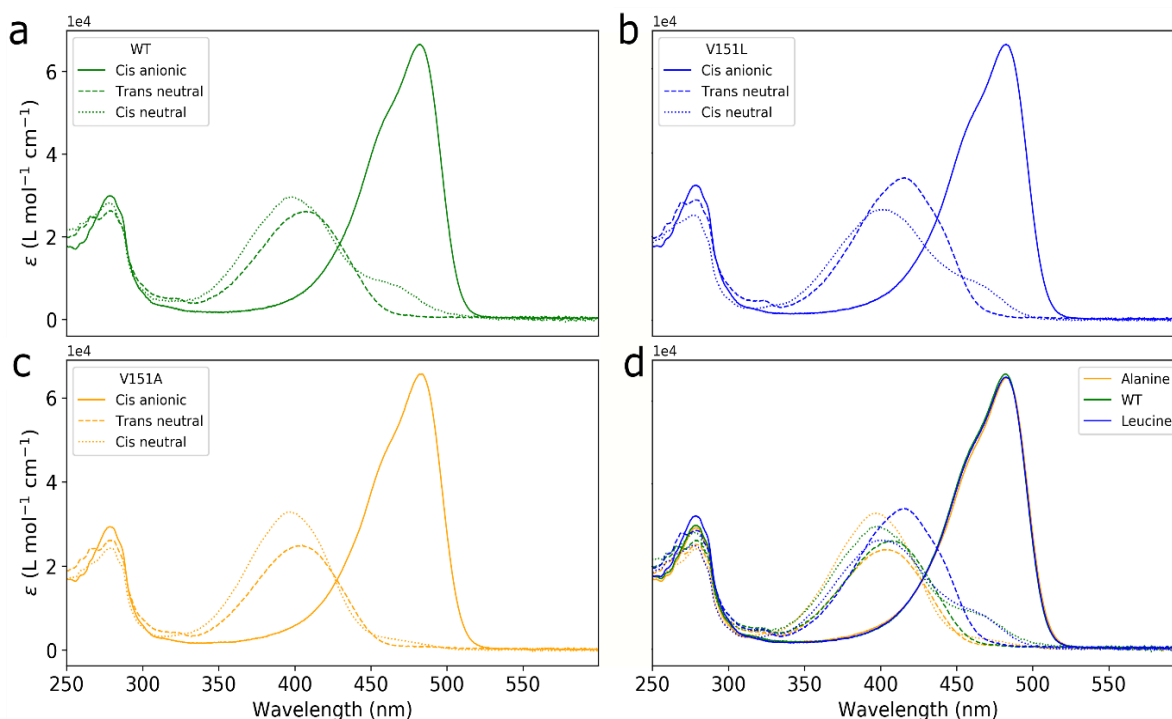 a
1e4
6
4
2
0
ε (L mol⁻¹ cm⁻¹)
WT
Cis anionic
Trans neutral
Cis neutral
b
1e4
V151L
Cis anionic
Trans neutral
Cis neutral
c
1e4
6
4
2
0
ε (L mol⁻¹ cm⁻¹)
V151A
Cis anionic
Trans neutral
Cis neutral
250 300 350 400 450 500 550
Wavelength (nm)
d
1e4
Alanine
WT
Leucine
250 300 350 400 450 500 550
Wavelength (nm)